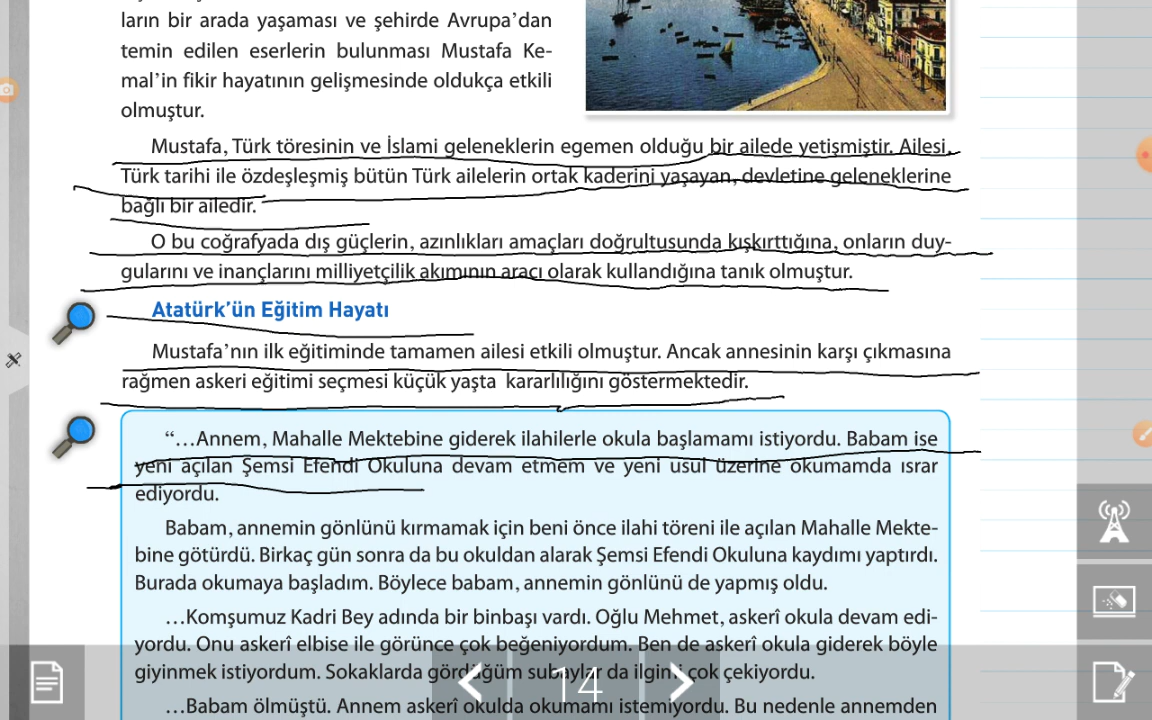 ların bir arada yaşaması ve şehirde Avrupa’dan
temin edilen eserlerin bulunması Mustafa Ke-
mal’in fikir hayatının gelişmesinde oldukça etkili
olmuştur.
Mustafa, Türk töresinin ve İslami geleneklerin egemen olduğu bir ailede yetişmiştir. Ailesi,
Türk tarihi ile özdeşleşmiş bütün Türk ailelerin ortak kaderini yaşayan, devletine geleneklerine
bağlı bir ailedir.
O bu coğrafyada dış güçlerin, azınlıkları amaçları doğrultusunda kışkırttığına, onların duy-
gularını ve inançlarını milliyetçilik akımının aracı olarak kullandığına tanık olmuştur.
Atatürk’ün Eğitim Hayatı
Mustafa’nın ilk eğitiminde tamamen ailesi etkili olmuştur. Ancak annesinin karşı çıkmasına
rağmen askeri eğitimi seçmesi küçük yaşta kararlılığını göstermektedir.
“…Annem, Mahalle Mektebine giderek ilahilerle okula başlamamı istiyordu. Babam ise
yeni açılan Şemsi Efendi Okuluna devam etmem ve yeni usul üzerine okumamda ısrar
ediyordu.
Babam, annemin gönlünü kırmamak için beni önce ilahi töreni ile açılan Mahalle Mekte-
bine götürdü. Birkaç gün sonra da bu okuldan alarak Şemsi Efendi Okuluna kaydımı yaptırdı.
Burada okumaya başladım. Böylece babam, annemin gönlünü de yapmış oldu.
…Komşumuz Kadri Bey adında bir binbaşı vardı. Oğlu Mehmet, askerî okula devam edi-
yordu. Onu askerî elbise ile görünce çok beğeniyordum. Ben de askerî okula giderek böyle
giyinmek istiyordum. Sokaklarda gördüğüm subaylar da ilgimi çok çekiyordu.
14
…Babam ölmüştü. Annem askerî okulda okumamı istemiyordu. Bu nedenle annemden